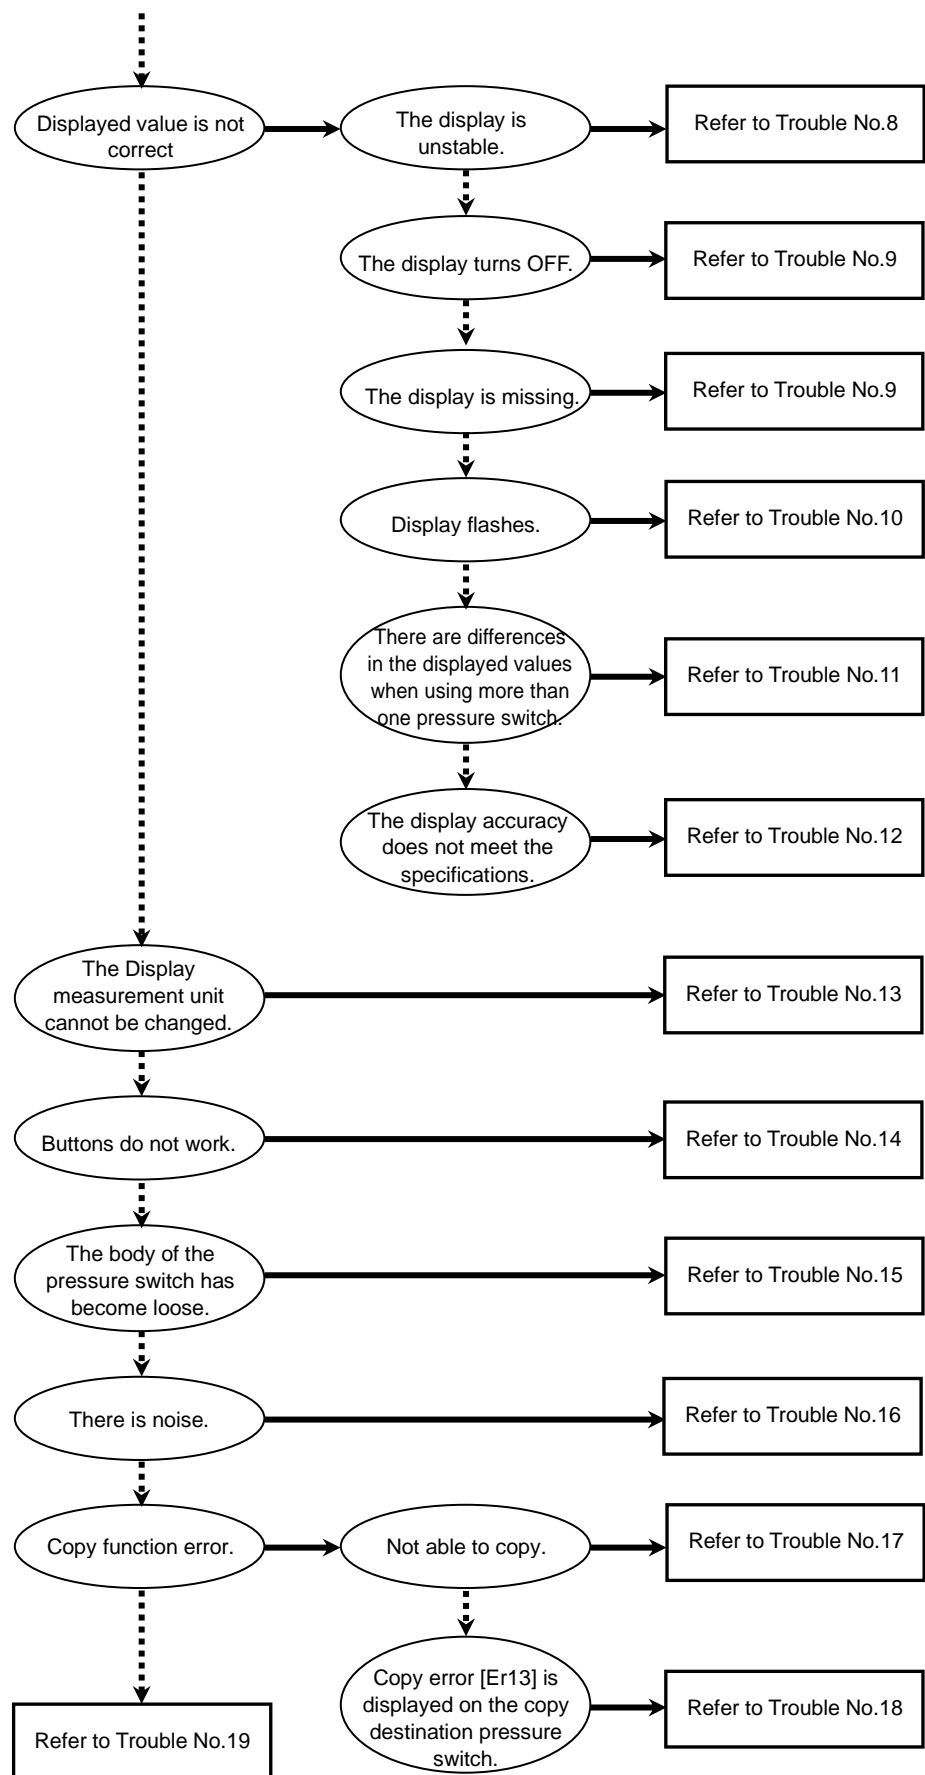 Displayed value is not
correct
The display is
unstable.
Refer to Trouble No.8
The display turns OFF.
Refer to Trouble No.9
The display is missing.
Refer to Trouble No.9
Display flashes.
Refer to Trouble No.10
There are differences
in the displayed values
when using more than
one pressure switch.
Refer to Trouble No.11
The display accuracy
does not meet the
specifications.
Refer to Trouble No.12
The Display
measurement unit
cannot be changed.
Refer to Trouble No.13
Buttons do not work.
Refer to Trouble No.14
The body of the
pressure switch has
become loose.
Refer to Trouble No.15
There is noise.
Refer to Trouble No.16
Copy function error.
Not able to copy.
Refer to Trouble No.17
Copy error [Er13] is
displayed on the copy
destination pressure
switch.
Refer to Trouble No.18
Refer to Trouble No.19